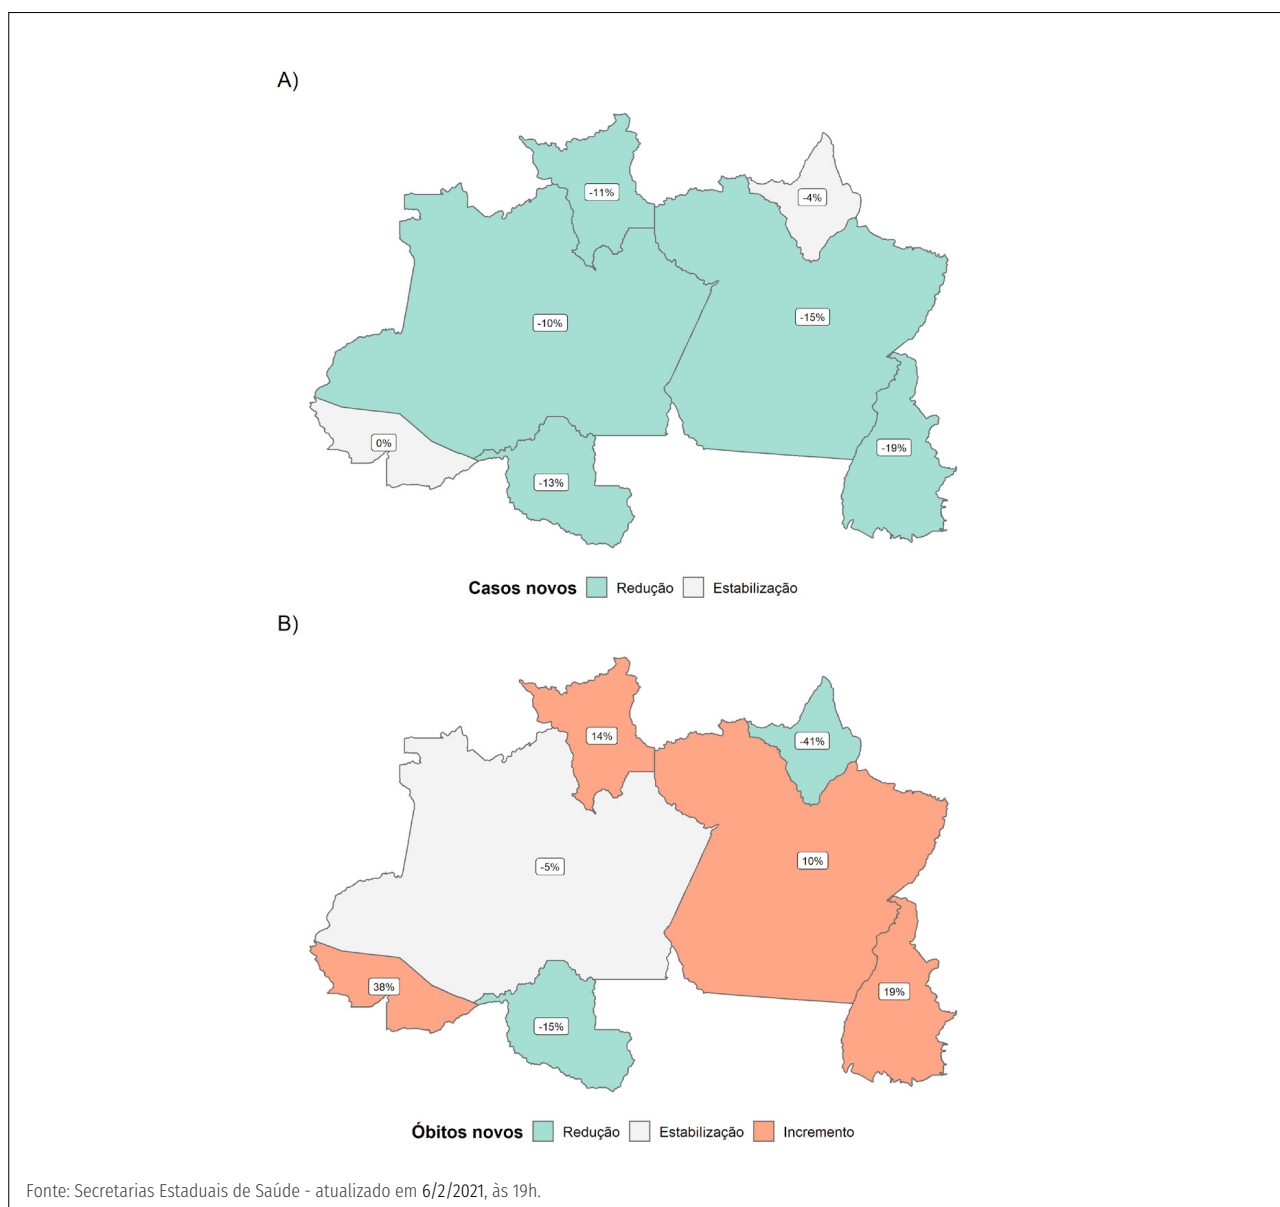 A)
-11%
-4%
-10%
-15%
0%
-19%
-13%
Casos novos Redução Estabilização
B)
14%
-41%
-5%
10%
38%
19%
-15%
Óbitos novos Redução Estabilização Incremento
Fonte: Secretarias Estaduais de Saúde - atualizado em 6/2/2021, às 19h.